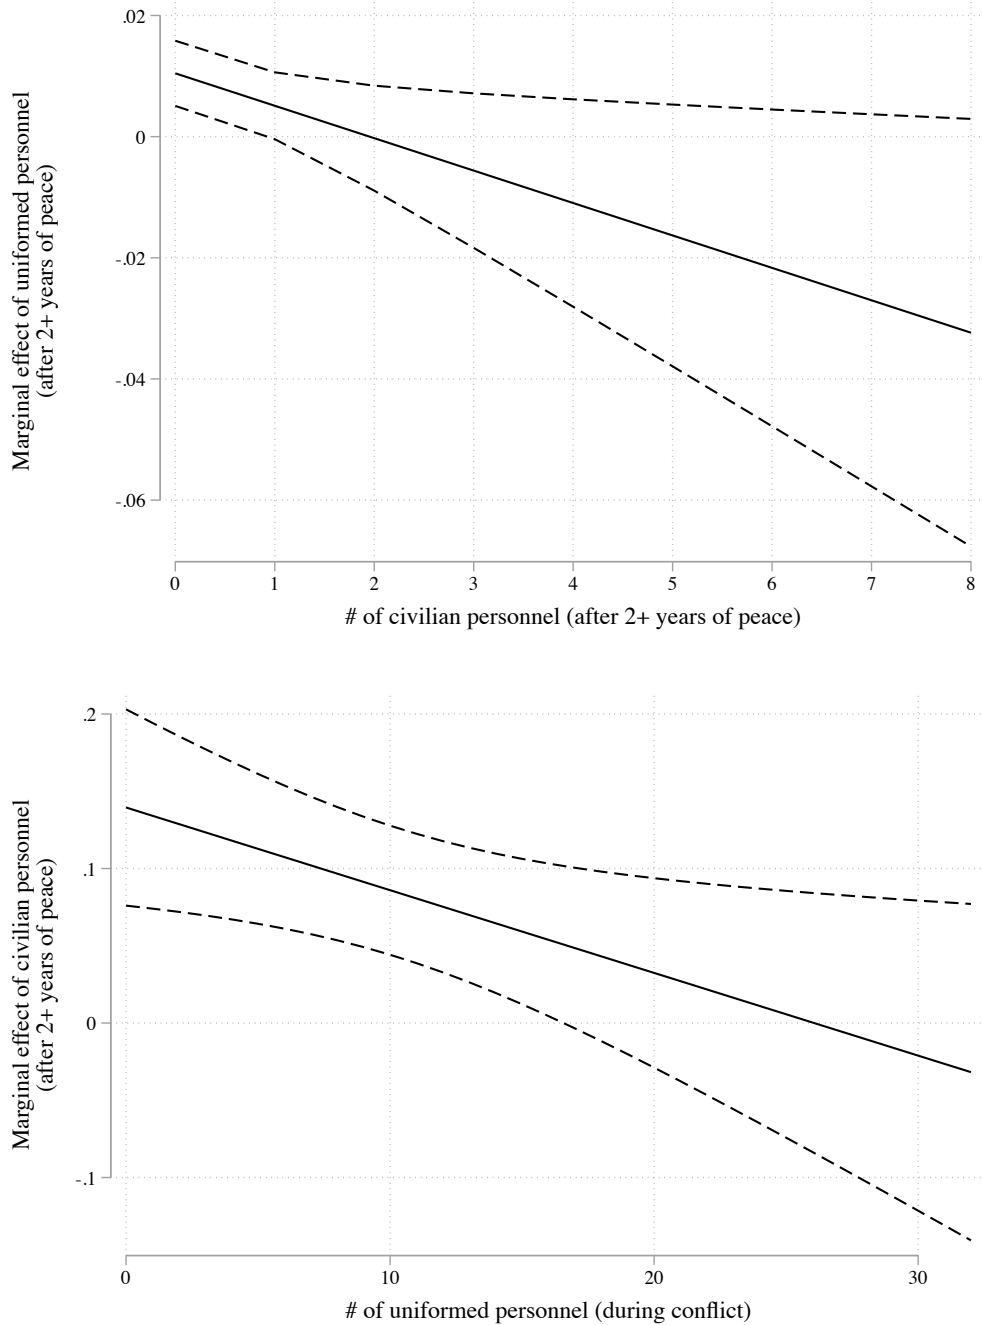 .02
0
-.02
-.04
-.06
Marginal effect of uniformed personnel
(after 2+ years of peace)
0 1 2 3 4 5 6 7 8
# of civilian personnel (after 2+ years of peace)
.2
.1
0
-.1
Marginal effect of civilian personnel
(after 2+ years of peace)
0 10 20 30
# of uniformed personnel (during conflict)